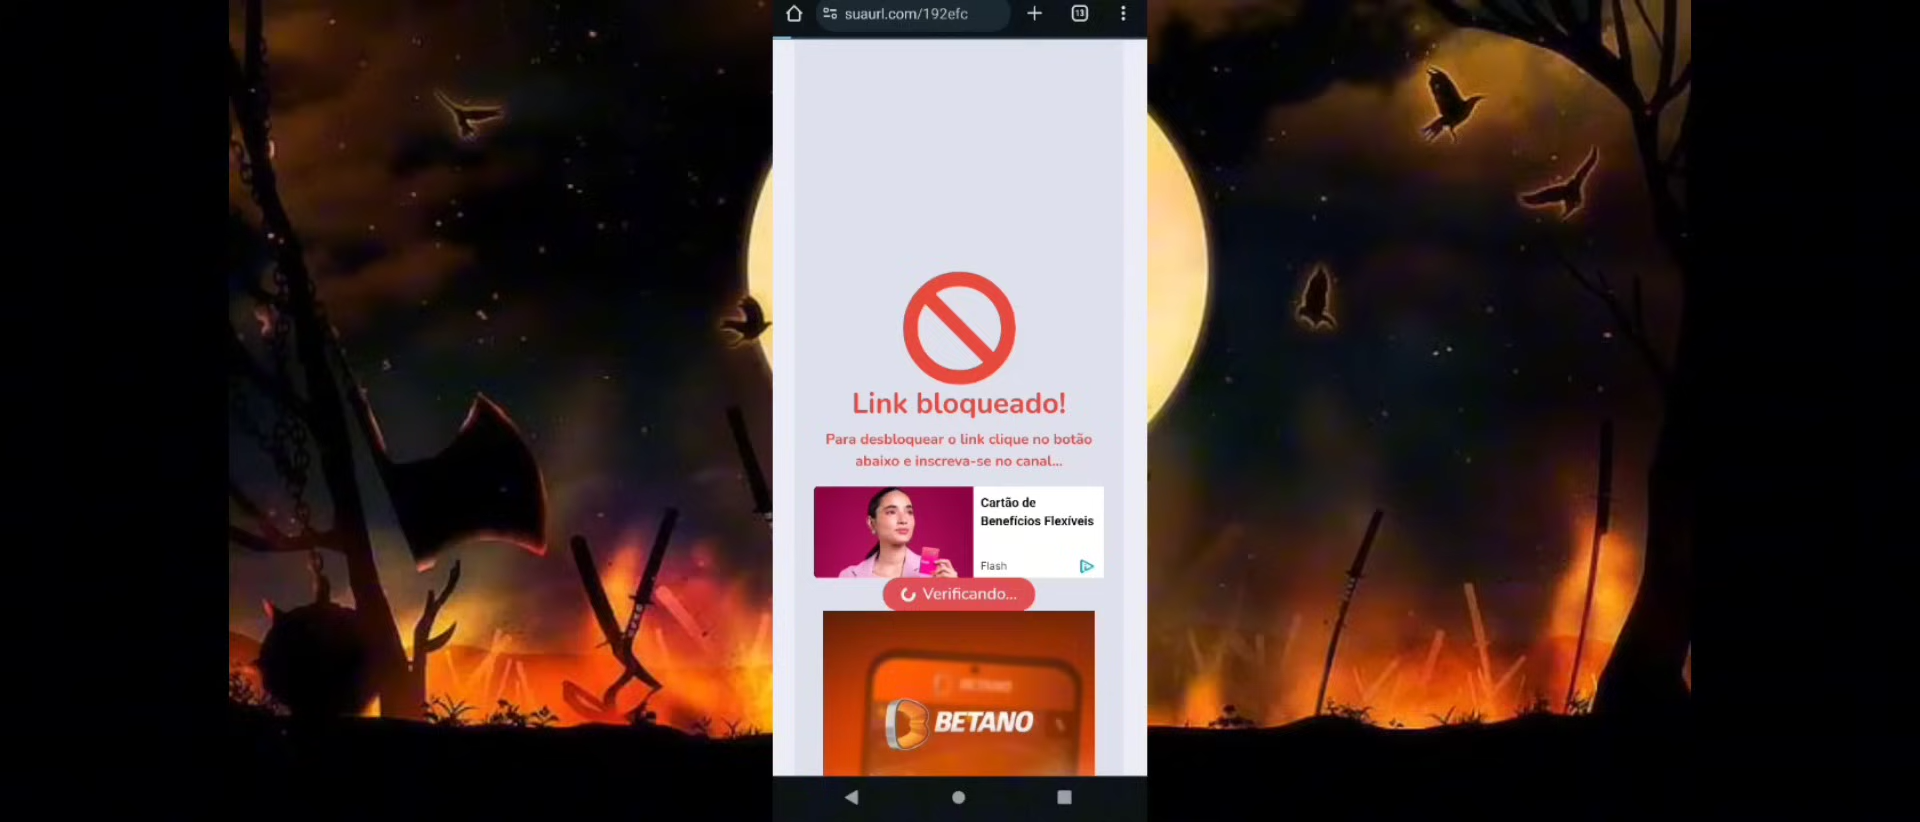 suaurl.com/192efc
13
Link bloqueado!
Para desbloquear o link clique no botão
abaixo e inscreva-se no canal...
Cartão de
Benefícios Flexíveis
Flash
Verificando...
BETANO